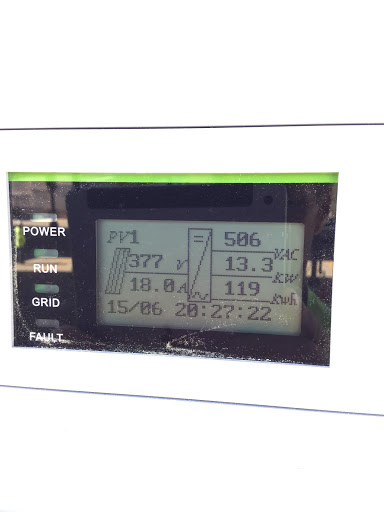 POWER
RUN
GRID
FAULT
PV1
377 V
18.0 A
506 VAC
13.3 KW
119 Kwh
15/06 20:27:22